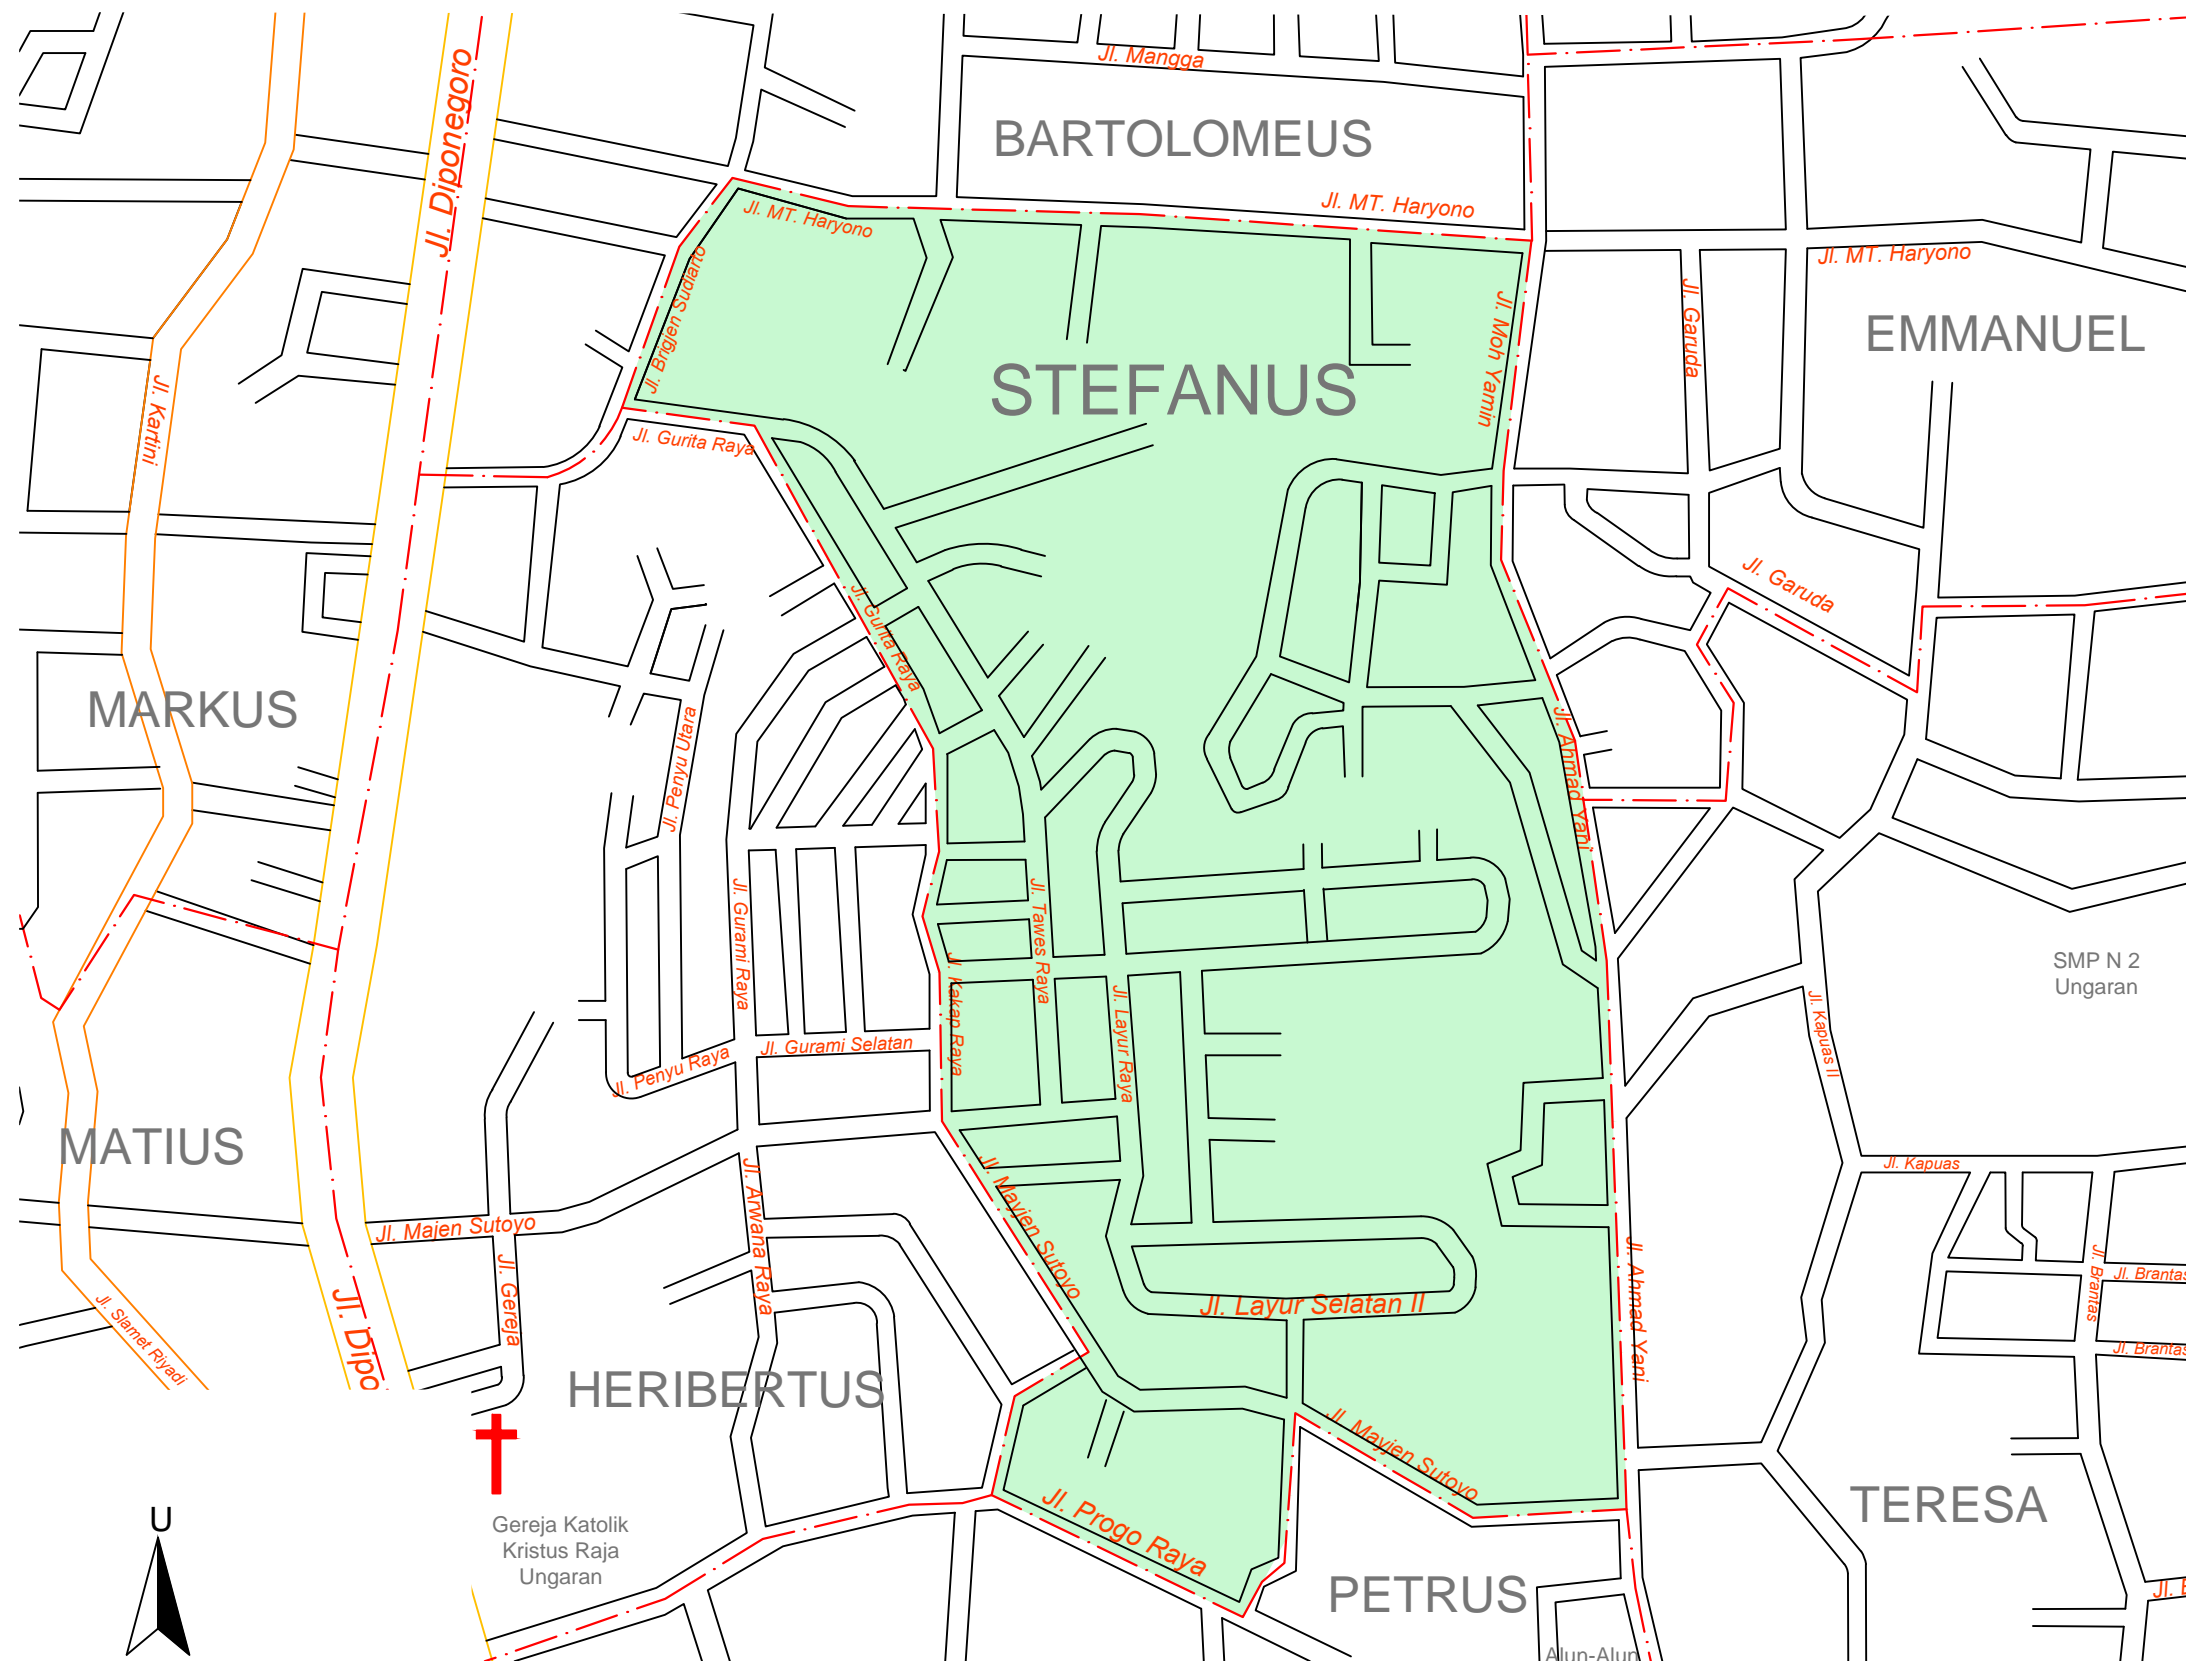 Jl. Mangga
Jl. Diponegoro
BARTOLOMEUS
Jl. MT. Haryono
Jl. MT. Haryono
Jl. MT. Haryono
Jl. Brigjen Sudiarto
Jl. Moh Yamin
Jl. Garuda
EMMANUEL
STEFANUS
Jl. Kartini
Jl. Gurita Raya
Jl. Garuda
Jl. Gurita Raya
MARKUS
Jl. Penyu Utara
Jl. Ahmad Yani
Jl. Gurami Raya
Jl. Tawes Raya
Jl. Kakap Raya
Jl. Layur Raya
SMP N 2
Ungaran
Jl. Kapuas II
Jl. Gurami Selatan
Jl. Penyu Raya
MATIUS
Jl. Kapuas
Jl. Majen Sutoyo
Jl. Arwana Raya
Jl. Mayjen Sutoyo
Jl. Gereja
Jl. Layur Selatan II
Jl. Ahmad Yani
Jl. Brantas
Jl. Brantas
Jl. Brantas
Jl. Slamet Riyadi
Jl. Dipo
HERIBERTUS
Jl. Mayjen Sutoyo
Jl. Progo Raya
TERESA
U
Gereja Katolik
Kristus Raja
Ungaran
PETRUS
Jl. B
Alun-Alun